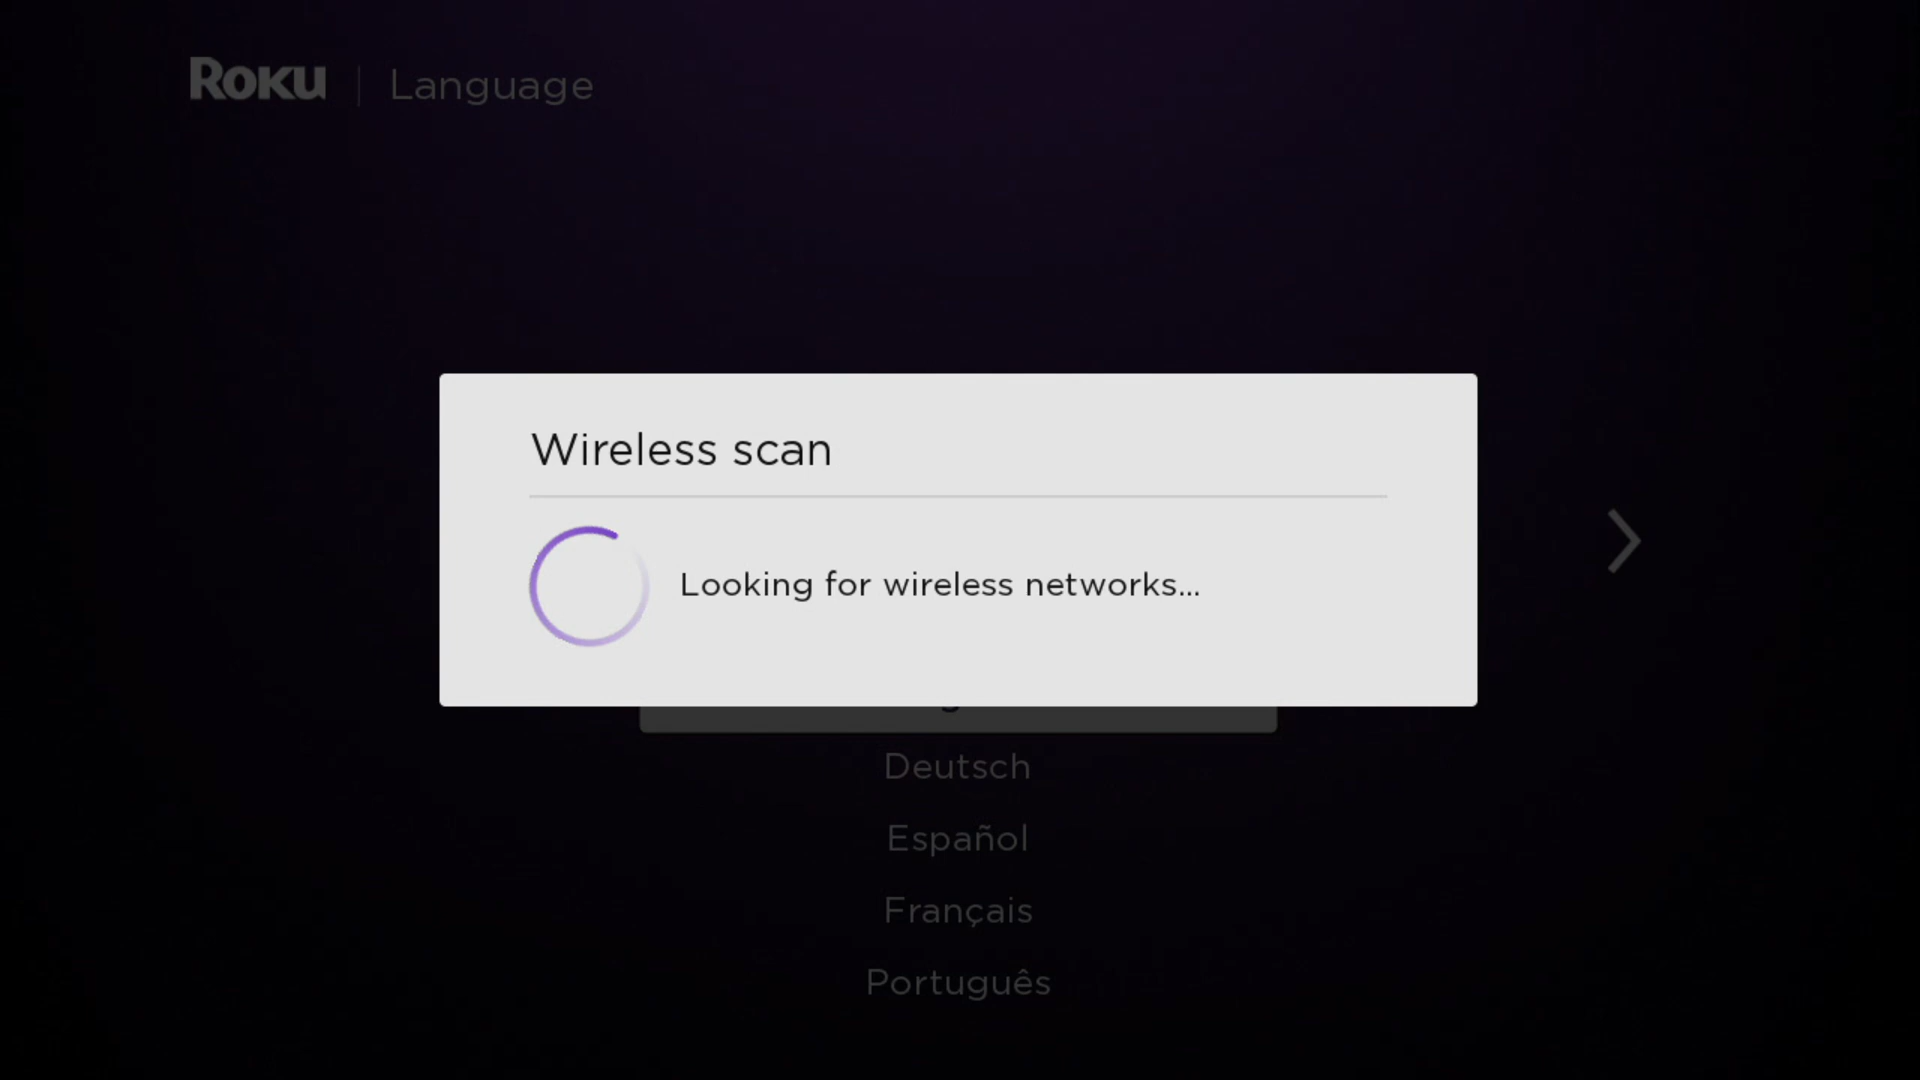 ROKU | Language
Wireless scan
Looking for wireless networks...
Deutsch
Español
Français
Português